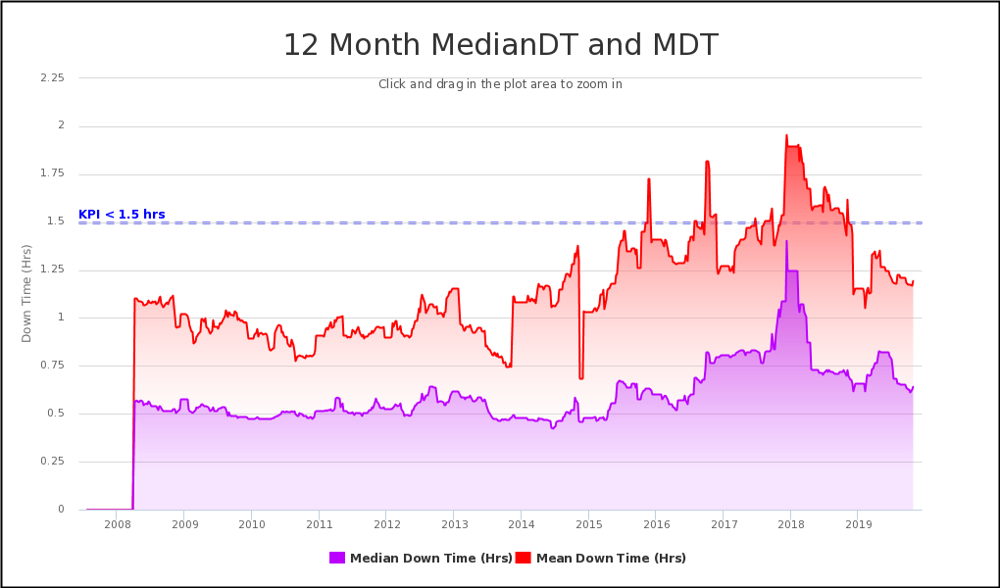 12 Month MedianDT and MDT
Click and drag in the plot area to zoom in
2.25
2
1.75
1.5
1.25
1
0.75
0.5
0.25
0
Down Time (Hrs)
KPI < 1.5 hrs
2008 2009 2010 2011 2012 2013 2014 2015 2016 2017 2018 2019
Median Down Time (Hrs) Mean Down Time (Hrs)